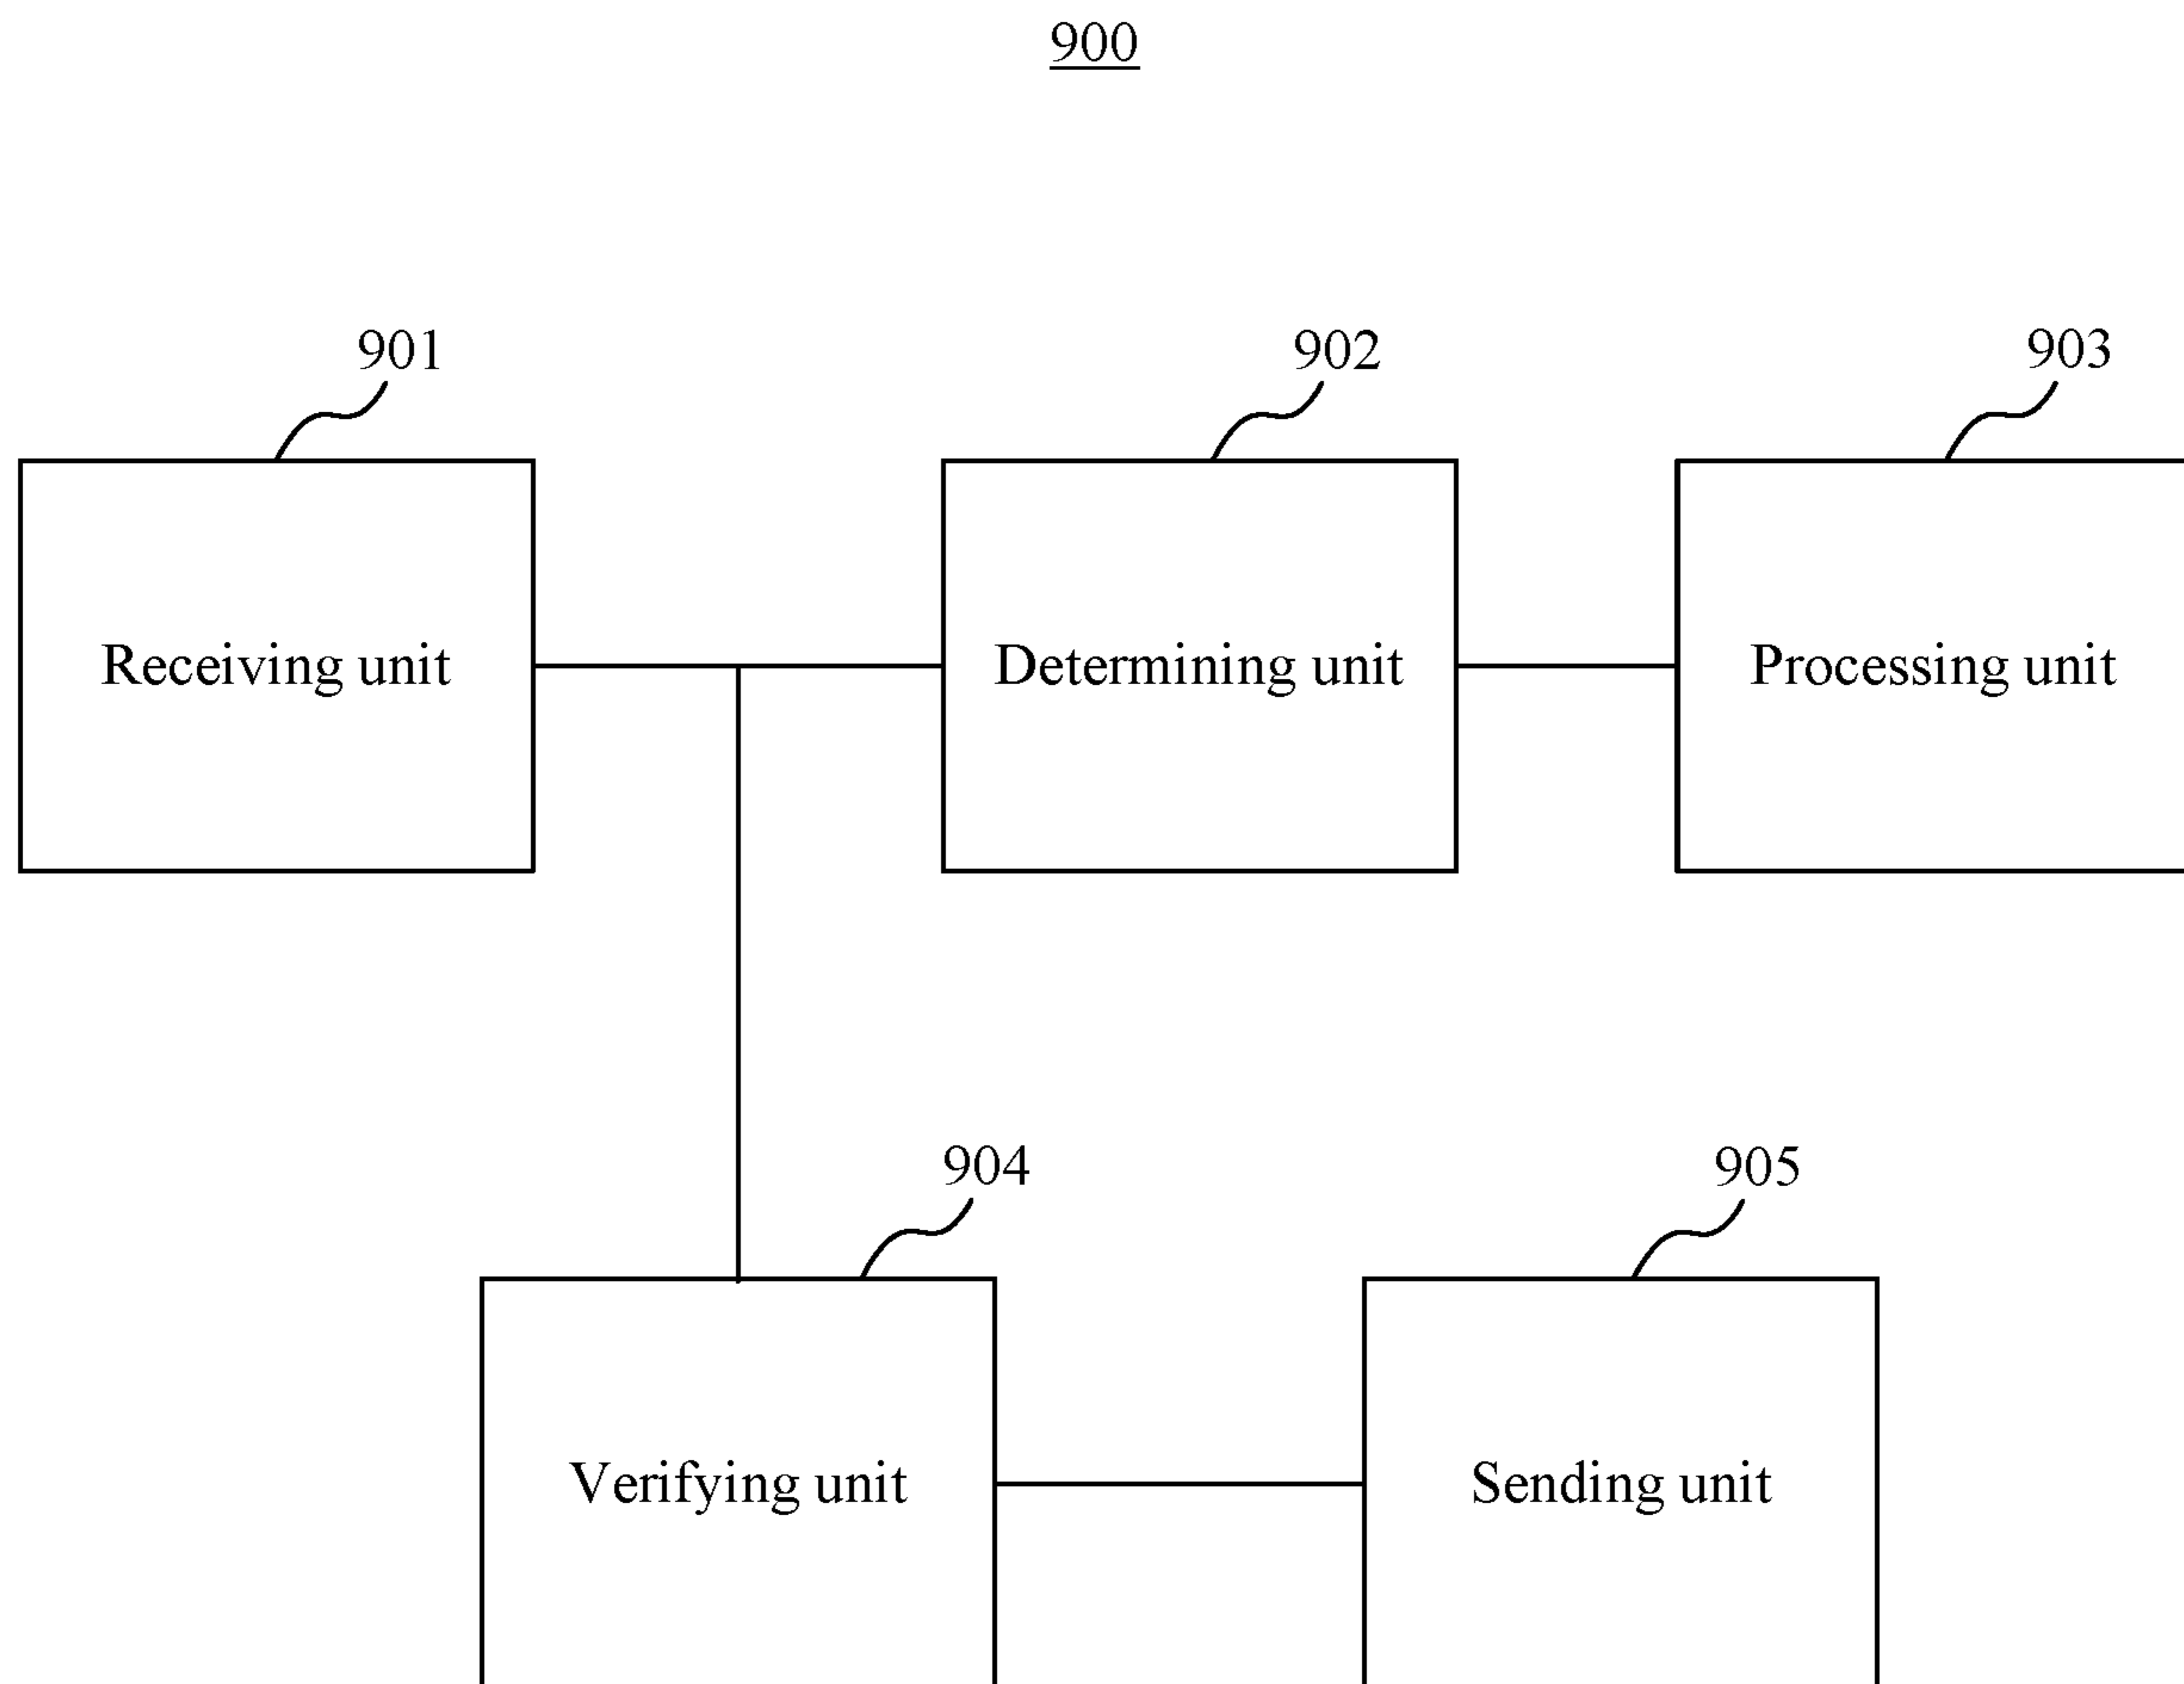 900
901
902
903
Receiving unit
Determining unit
Processing unit
904
905
Verifying unit
Sending unit